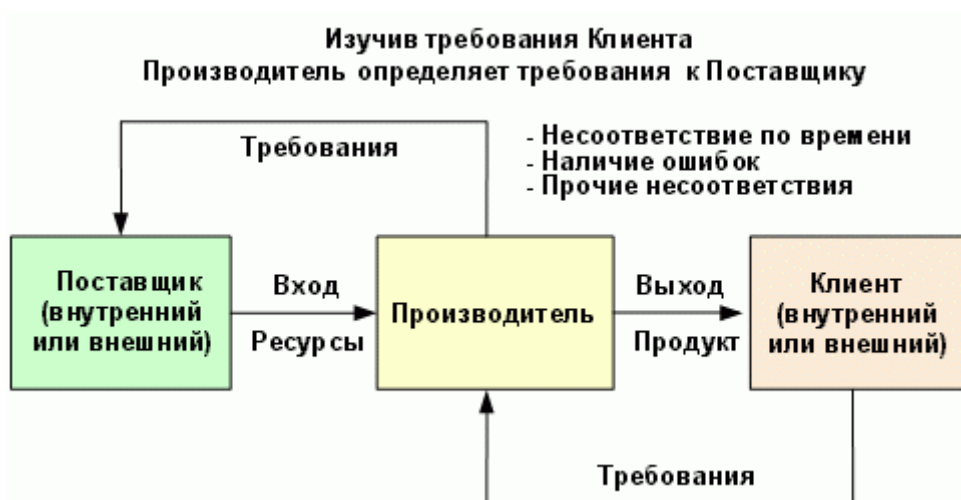 Изучив требования Клиента
Производитель определяет требования к Поставщику
Требования
- Несоответствие по времени
- Наличие ошибок
- Прочие несоответствия
Поставщик
(внутренний
или внешний)
Вход
Ресурсы
Производитель
Выход
Продукт
Клиент
(внутренний
или внешний)
Требования